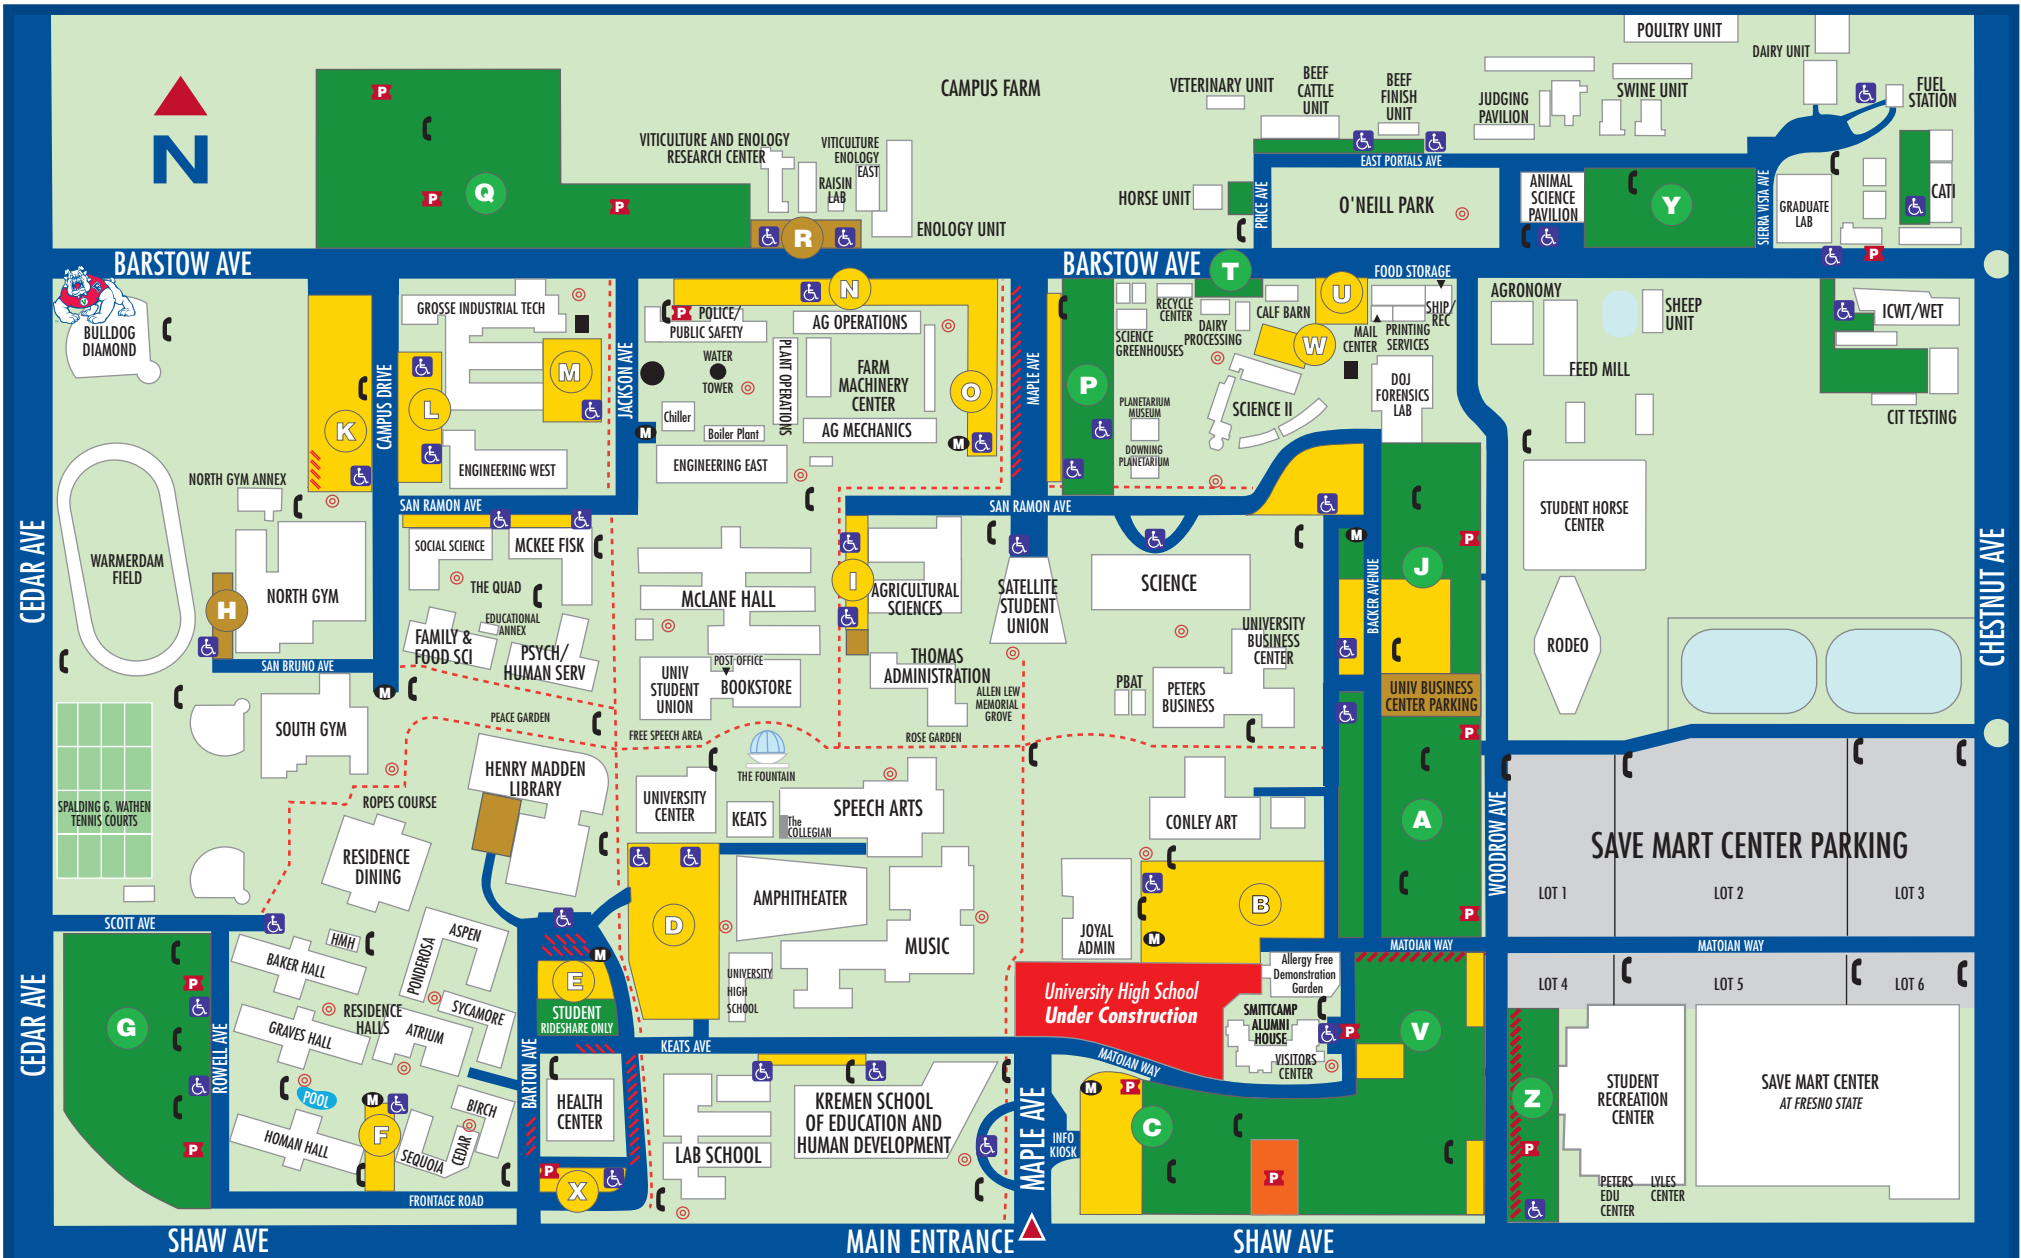 POULTRY UNIT
DAIRY UNIT
CAMPUS FARM
VETERINARY UNIT
BEEF
CATTLE
UNIT
BEEF
FINISH
UNIT
JUDGING
PAVILION
SWINE UNIT
FUEL
STATION
P
N
VITICULTURE AND ENOLOGY
RESEARCH CENTER
VITICULTURE
ENOLOGY
EAST
RAISIN
LAB
ENOLOGY UNIT
Q
P
P
R
HORSE UNIT
PRICE AVE
EAST PORTALS AVE
O'NEILL PARK
ANIMAL
SCIENCE
PAVILION
Y
SIERRA VISTA AVE
GRADUATE
LAB
CATI
P
BARSTOW AVE
BARSTOW AVE
T
FOOD STORAGE
BULLDOG
DIAMOND
GROSSE INDUSTRIAL TECH
P
POLICE/
PUBLIC SAFETY
N
AG OPERATIONS
RECYCLE
CENTER
SCIENCE
GREENHOUSES
DAIRY
PROCESSING
CALF BARN
U
SHIP/
REC
MAIL
CENTER
PRINTING
SERVICES
W
AGRONOMY
SHEEP
UNIT
FEED MILL
ICWT/WET
CIT TESTING
K
CAMPUS DRIVE
L
M
JACKSON AVE
WATER
TOWER
PLANT OPERATIONS
FARM
MACHINERY
CENTER
O
MAPLE AVE
P
Chiller
Boiler Plant
AG MECHANICS
M
M
PLANETARIUM
MUSEUM
DOWNING
PLANETARIUM
SCIENCE II
DOJ
FORENSICS
LAB
ENGINEERING WEST
ENGINEERING EAST
NORTH GYM ANNEX
SAN RAMON AVE
SAN RAMON AVE
STUDENT HORSE
CENTER
CEDAR AVE
WARMERDAM
FIELD
H
NORTH GYM
SAN BRUNO AVE
SOCIAL SCIENCE
MCKEE FISK
THE QUAD
EDUCATIONAL
ANNEX
FAMILY &
FOOD SCI
PSYCH/
HUMAN SERV
McLANE HALL
I
AGRICULTURAL
SCIENCES
SATELLITE
STUDENT
UNION
SCIENCE
M
BACKER AVENUE
J
P
UNIVERSITY
BUSINESS
CENTER
RODEO
CHESTNUT AVE
M
UNIV
STUDENT
UNION
POST OFFICE
BOOKSTORE
THOMAS
ADMINISTRATION
ALLEN LEW
MEMORIAL
GROVE
PBAT
PETERS
BUSINESS
UNIV BUSINESS
CENTER PARKING
P
SOUTH GYM
PEACE GARDEN
FREE SPEECH AREA
ROSE GARDEN
THE FOUNTAIN
SPALDING G. WATHEN
TENNIS COURTS
ROPES COURSE
HENRY MADDEN
LIBRARY
UNIVERSITY
CENTER
KEATS
The
COLLEGIAN
SPEECH ARTS
CONLEY ART
A
WOODROW AVE
SAVE MART CENTER PARKING
LOT 1
LOT 2
LOT 3
RESIDENCE
DINING
AMPHITHEATER
MUSIC
D
JOYAL
ADMIN
B
M
P
SCOTT AVE
MATOIAN WAY
MATOIAN WAY
HMH
BAKER HALL
PONDEROSA
ASPEN
M
E
STUDENT
RIDESHARE ONLY
UNIVERSITY
HIGH
SCHOOL
University High School
Under Construction
Allergy Free
Demonstration
Garden
SMITTCAMP
ALUMNI
HOUSE
VISITORS
CENTER
P
V
LOT 4
LOT 5
LOT 6
CEDAR AVE
G
P
P
ROWELL AVE
GRAVES HALL
RESIDENCE
HALLS
ATRIUM
SYCAMORE
POOL
M
HOMAN HALL
F
SEQUOIA
CEDAR
BIRCH
BARTON AVE
KEATS AVE
HEALTH
CENTER
P
X
LAB SCHOOL
KREMEN SCHOOL
OF EDUCATION AND
HUMAN DEVELOPMENT
MATOIAN WAY
MAPLE AVE
INFO
KIOSK
M
P
C
P
Z
P
STUDENT
RECREATION
CENTER
PETERS
EDU
CENTER
LYLES
CENTER
SAVE MART CENTER
AT FRESNO STATE
FRONTAGE ROAD
SHAW AVE
MAIN ENTRANCE
SHAW AVE